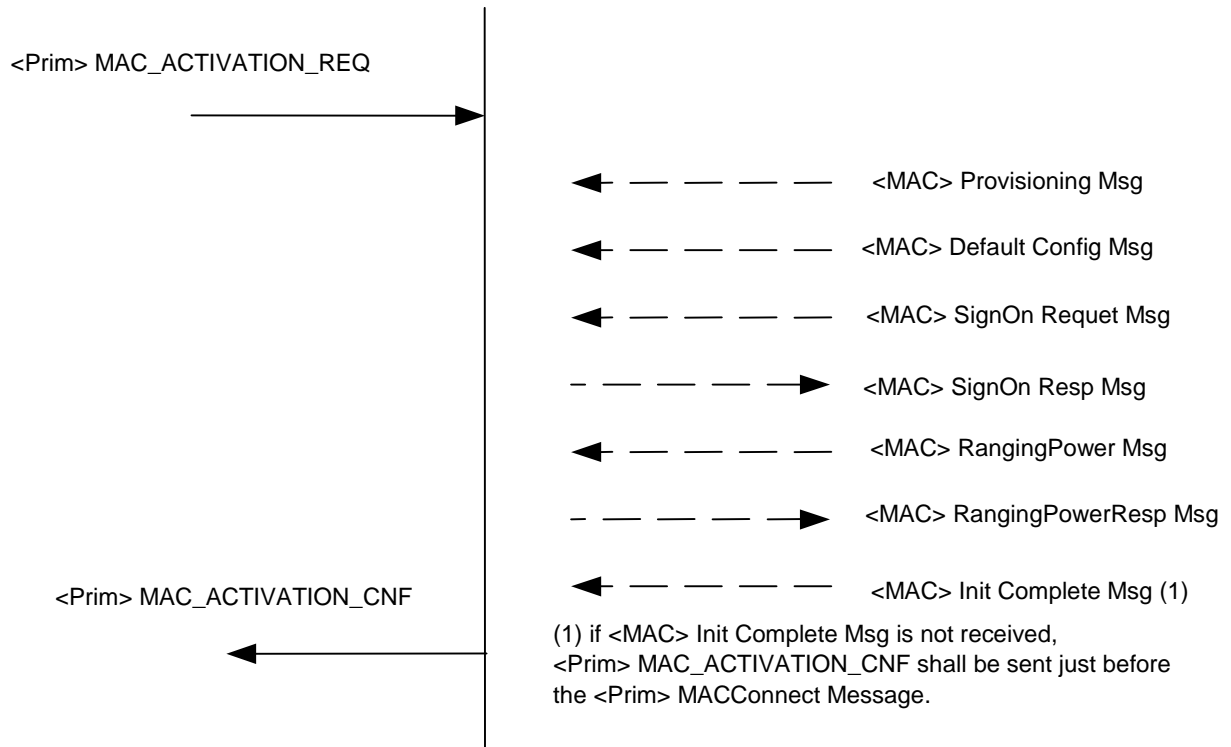 <Prim> MAC_ACTIVATION_REQ
<MAC> Provisioning Msg
<MAC> Default Config Msg
<MAC> SignOn Requet Msg
<MAC> SignOn Resp Msg
<MAC> RangingPower Msg
<MAC> RangingPowerResp Msg
<MAC> Init Complete Msg (1)
<Prim> MAC_ACTIVATION_CNF
(1) if <MAC> Init Complete Msg is not received,
<Prim> MAC_ACTIVATION_CNF shall be sent just before
the <Prim> MACConnect Message.